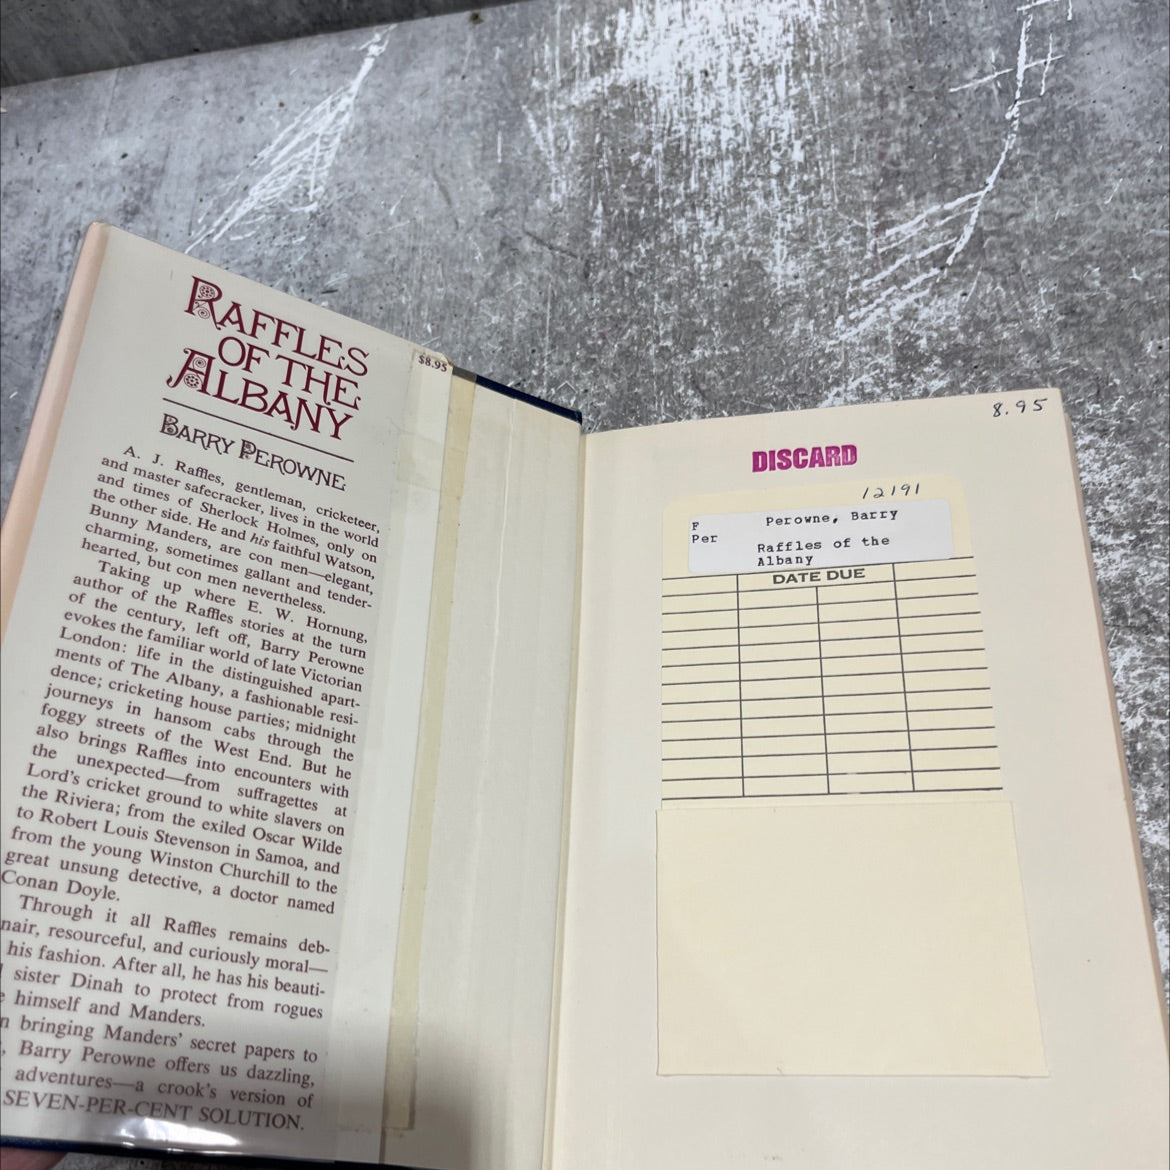 RAFFLES
OF THE
ALBANY
BARRY PEROWNE
$8.95
A. J. Raffles, gentleman, cricketeer,
and master safecracker, lives in the world
and times of Sherlock Holmes, only on
the other side. He and his faithful Watson,
Bunny Manders, are con men—elegant,
charming, sometimes gallant and tender-
hearted, but con men nevertheless.
Taking up where E. W. Hornung,
author of the Raffles stories at the turn
of the century, left off, Barry Perowne
evokes the familiar world of late Victorian
London: life in the distinguished apart-
ments of The Albany, a fashionable resi-
dence; cricketing house parties; midnight
journeys in hansom cabs through the
foggy streets of the West End. But he
also brings Raffles into encounters with
the unexpected—from suffragettes at
Lord's cricket ground to white slavers on
the Riviera; from the exiled Oscar Wilde
to Robert Louis Stevenson in Samoa, and
from the young Winston Churchill to the
great unsung detective, a doctor named
Conan Doyle.
Through it all Raffles remains deb-
nair, resourceful, and curiously moral—
his fashion. After all, he has his beauti-
sister Dinah to protect from rogues
himself and Manders.
bringing Manders' secret papers to
, Barry Perowne offers us dazzling,
adventures—a crook's version of
SEVEN-PER-CENT SOLUTION.
8.95
DISCARD
12191
F Perowne, Barry
Per
Raffles of the
Albany
DATE DUE